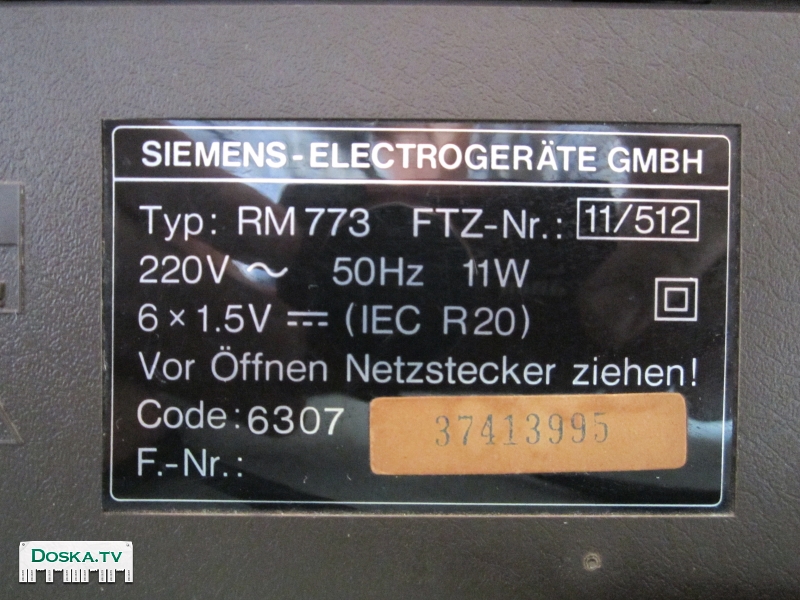 SIEMENS-ELECTROGERÄTE GMBH
Typ: RM 773 FTZ-Nr.: 11/512
220V ~ 50Hz 11W
6 × 1.5V ⎓ (IEC R20)
Vor Öffnen Netzstecker ziehen!
Code: 6307 37413995
F.-Nr.:
DOSKA.TV